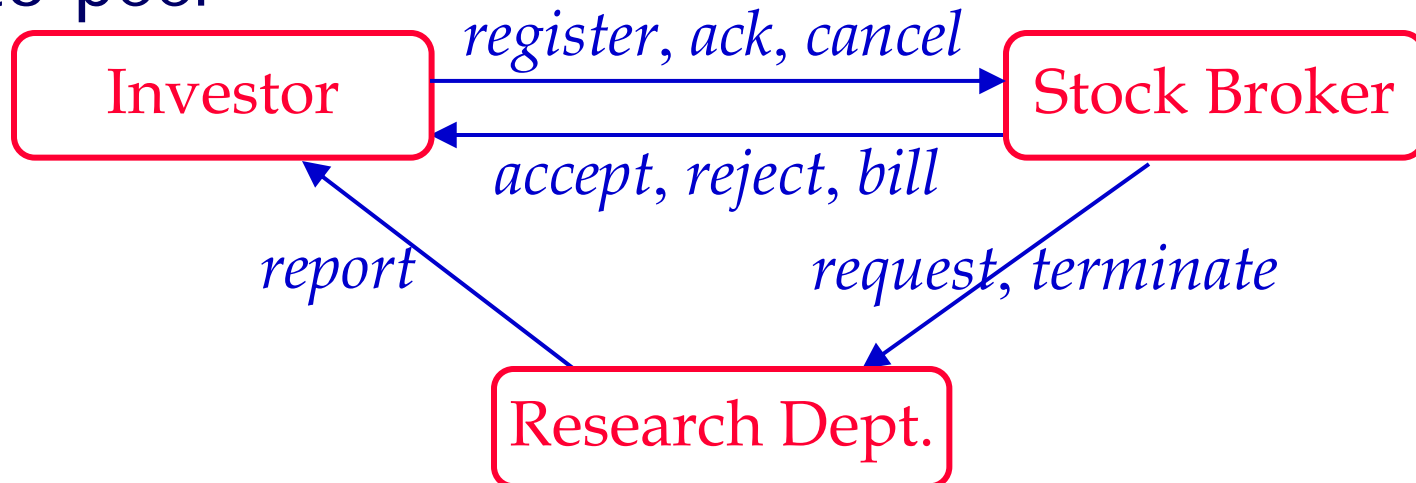 register, ack, cancel
Investor
Stock Broker
accept, reject, bill
report
request, terminate
Research Dept.